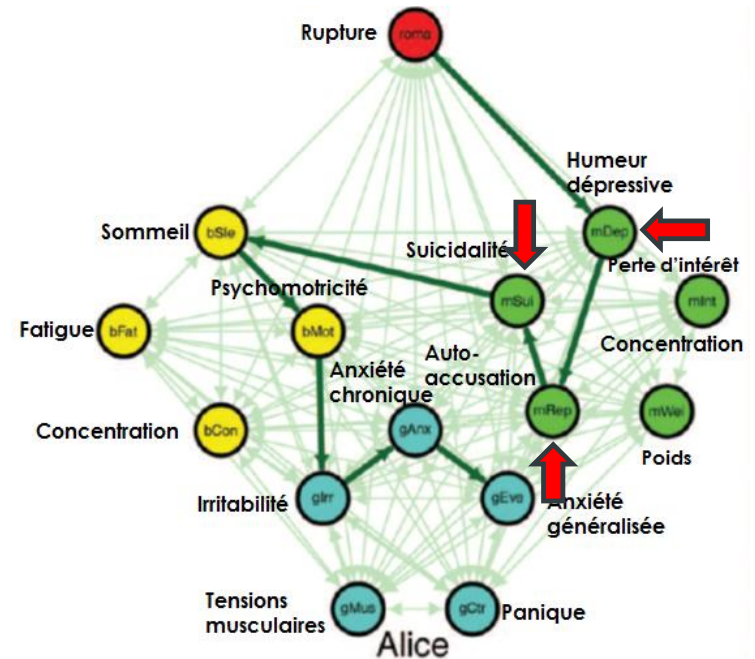 Rupture
roma
Humeur
dépressive
Sommeil
bSle
mDep
Suicidalité
Perte d'intérêt
Psychomotricité
mSui
mInt
Fatigue
bFat
bMot
Concentration
Auto-
accusation
Anxiété
chronique
mRep
mWei
Concentration
bCon
gAnx
Poids
Irritabilité
gIrr
gEve
Anxiété
généralisée
Tensions
musculaires
gMus
gCtr
Panique
Alice